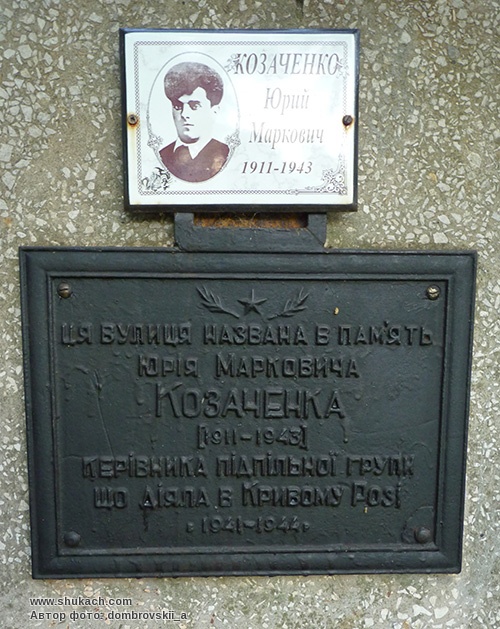 КОЗАЧЕНКО
Юрий
Маркович
1911-1943
ЦЯ ВУЛИЦЯ НАЗВАНА В ПАМ'ЯТЬ
ЮРІЯ МАРКОВИЧА
КОЗАЧЕНКА
[1911-1943]
КЕРІВНИКА ПІДПІЛЬНОЇ ГРУПИ
ЩО ДІЯЛА В КРИВОМУ РОЗІ
в 1941-1944 г
www.shukach.com
Автор фото: dombrovskii_a